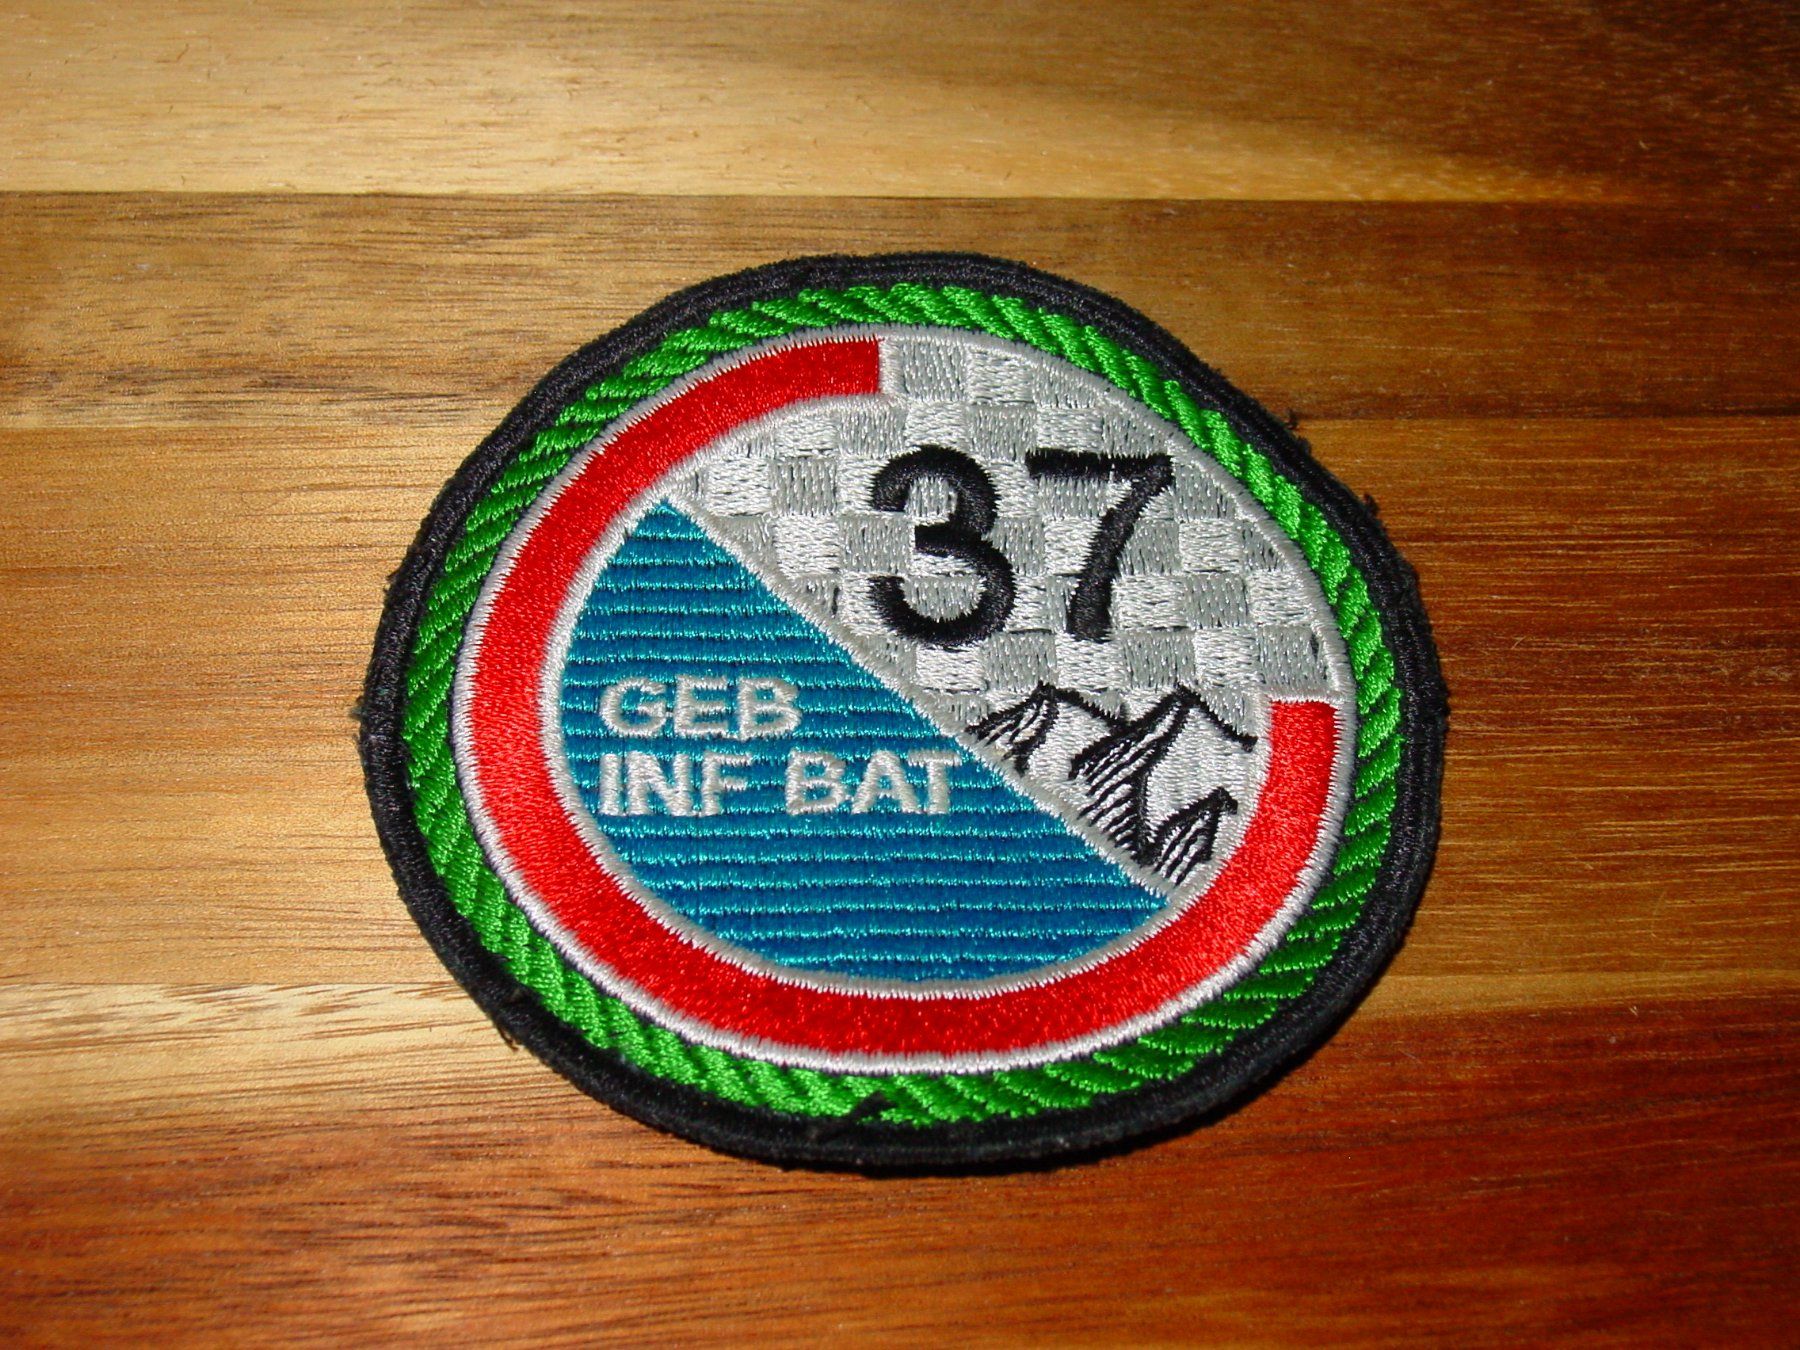 37
GEB
INF BAT